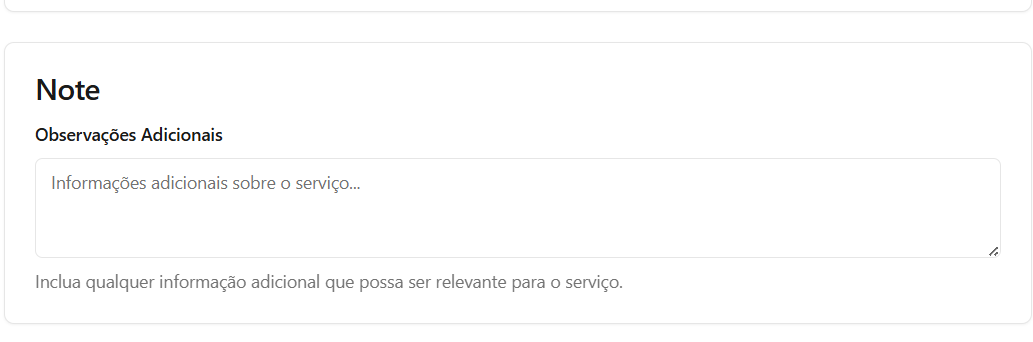 Note
Observações Adicionais
Informações adicionais sobre o serviço...
Inclua qualquer informação adicional que possa ser relevante para o serviço.